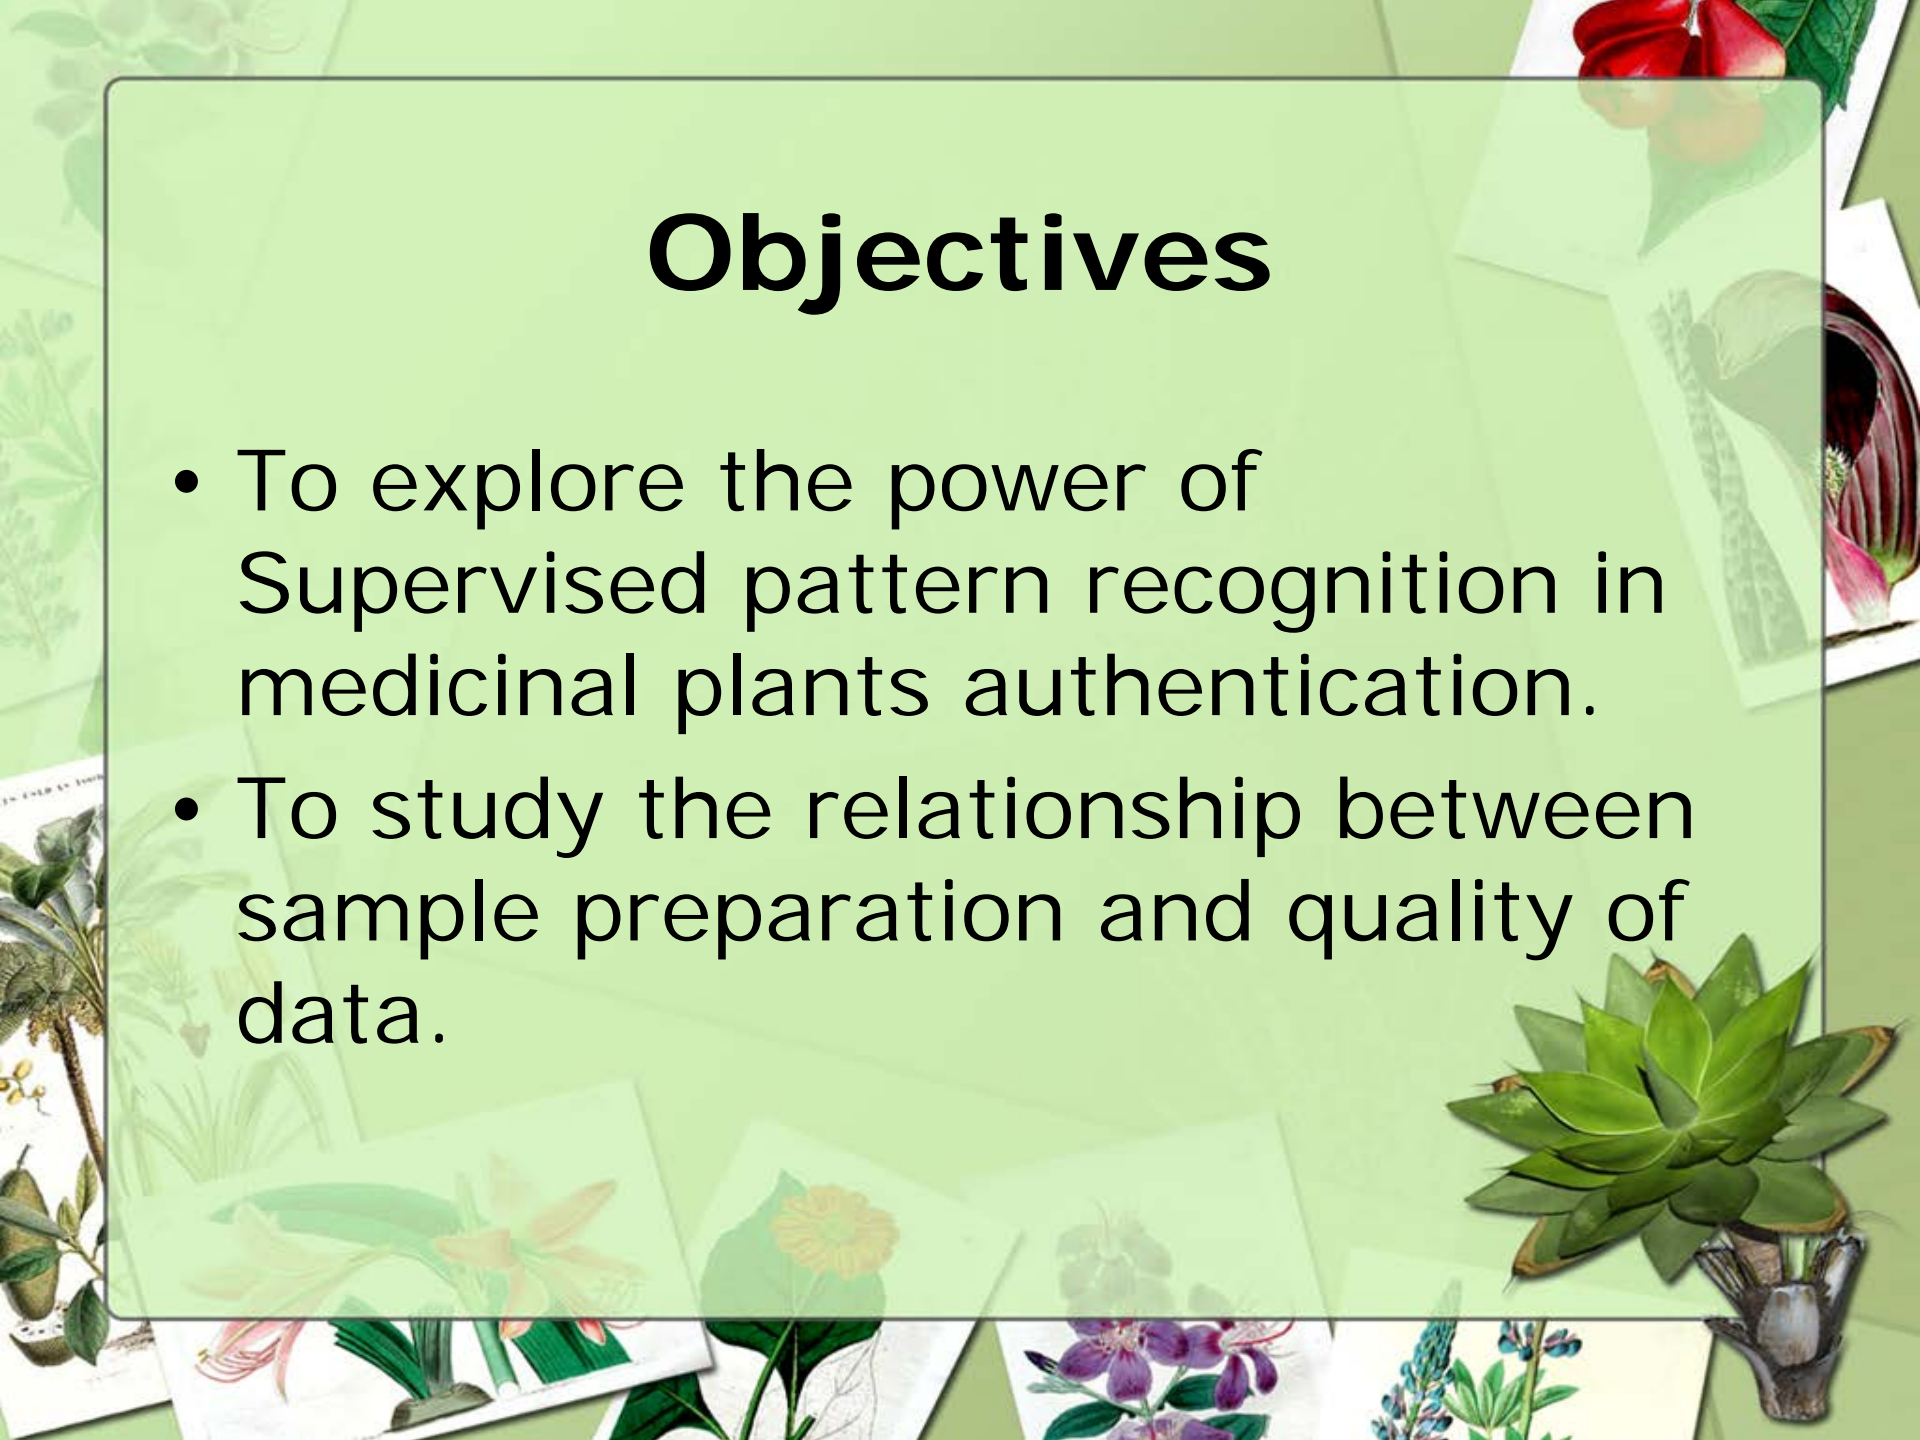 Objectives
• To explore the power of
Supervised pattern recognition in
medicinal plants authentication.
• To study the relationship between
sample preparation and quality of
data.